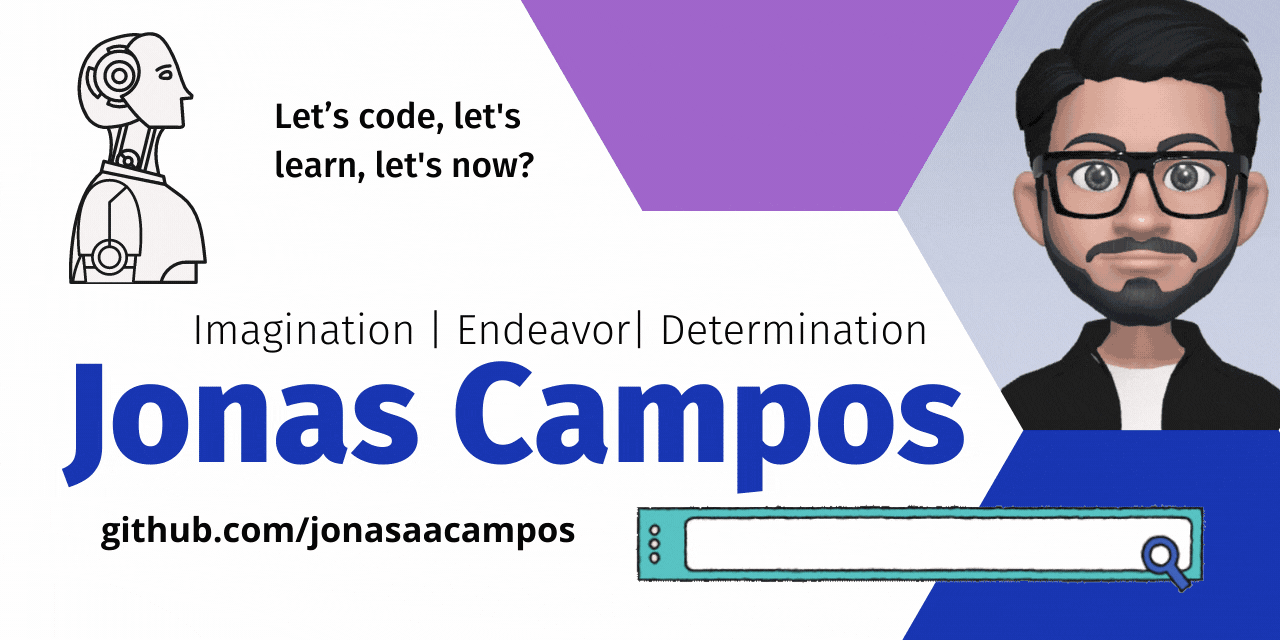 Let’s code, let's
learn, let's now?
Imagination | Endeavor| Determination
Jonas Campos
github.com/jonasaacampos